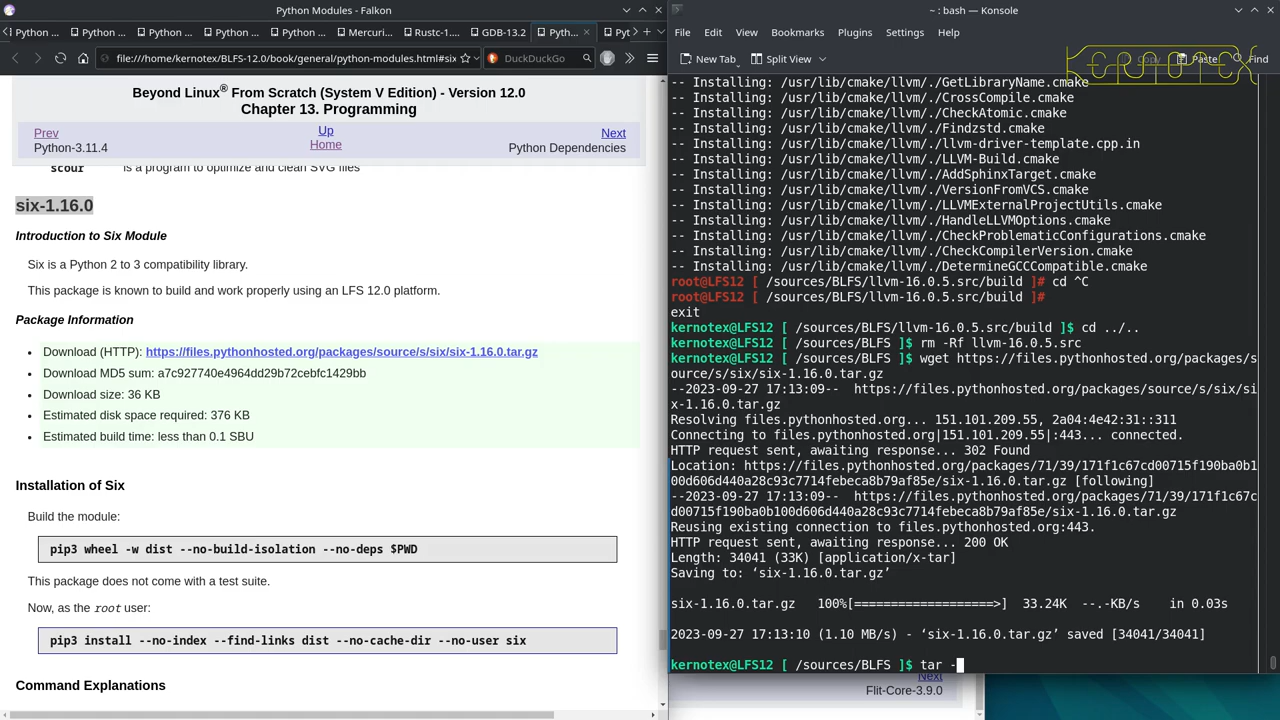 Python Modules - Falkon
Python ...
Python ...
Python ...
Python ...
Python ...
Mercuri...
Rustc-1....
GDB-13.2
Pyth...
Pyt
file:///home/kernotex/BLFS-12.0/book/general/python-modules.html#six
DuckDuckGo
Beyond Linux® From Scratch (System V Edition) - Version 12.0
Chapter 13. Programming
Prev
Up
Next
Python-3.11.4
Home
Python Dependencies
scour is a program to optimize and clean SVG files
six-1.16.0
Introduction to Six Module
Six is a Python 2 to 3 compatibility library.
This package is known to build and work properly using an LFS 12.0 platform.
Package Information
• Download (HTTP): https://files.pythonhosted.org/packages/source/s/six/six-1.16.0.tar.gz
• Download MD5 sum: a7c927740e4964dd29b72cebfc1429bb
• Download size: 36 KB
• Estimated disk space required: 376 KB
• Estimated build time: less than 0.1 SBU
Installation of Six
Build the module:
pip3 wheel -w dist --no-build-isolation --no-deps $PWD
This package does not come with a test suite.
Now, as the root user:
pip3 install --no-index --find-links dist --no-cache-dir --no-user six
Command Explanations
~ : bash — Konsole
File Edit View Bookmarks Plugins Settings Help
New Tab Split View Copy Paste Find
Kernotex
-- Installing: /usr/lib/cmake/llvm/./GetLibraryName.cmake
-- Installing: /usr/lib/cmake/llvm/./CrossCompile.cmake
-- Installing: /usr/lib/cmake/llvm/./CheckAtomic.cmake
-- Installing: /usr/lib/cmake/llvm/./Findzstd.cmake
-- Installing: /usr/lib/cmake/llvm/./llvm-driver-template.cpp.in
-- Installing: /usr/lib/cmake/llvm/./LLVM-Build.cmake
-- Installing: /usr/lib/cmake/llvm/./AddSphinxTarget.cmake
-- Installing: /usr/lib/cmake/llvm/./VersionFromVCS.cmake
-- Installing: /usr/lib/cmake/llvm/./LLVMExternalProjectUtils.cmake
-- Installing: /usr/lib/cmake/llvm/./HandleLLVMOptions.cmake
-- Installing: /usr/lib/cmake/llvm/./CheckProblematicConfigurations.cmake
-- Installing: /usr/lib/cmake/llvm/./CheckCompilerVersion.cmake
-- Installing: /usr/lib/cmake/llvm/./DetermineGCCCompatible.cmake
root@LFS12 [ /sources/BLFS/llvm-16.0.5.src/build ]# cd ^C
root@LFS12 [ /sources/BLFS/llvm-16.0.5.src/build ]#
exit
kernotex@LFS12 [ /sources/BLFS/llvm-16.0.5.src/build ]$ cd ../..
kernotex@LFS12 [ /sources/BLFS ]$ rm -Rf llvm-16.0.5.src
kernotex@LFS12 [ /sources/BLFS ]$ wget https://files.pythonhosted.org/packages/s
ource/s/six/six-1.16.0.tar.gz
--2023-09-27 17:13:09-- https://files.pythonhosted.org/packages/source/s/six/si
x-1.16.0.tar.gz
Resolving files.pythonhosted.org... 151.101.209.55, 2a04:4e42:31::311
Connecting to files.pythonhosted.org|151.101.209.55|:443... connected.
HTTP request sent, awaiting response... 302 Found
Location: https://files.pythonhosted.org/packages/71/39/171f1c67cd00715f190ba0b1
00d606d440a28c93c7714febeca8b79af85e/six-1.16.0.tar.gz [following]
--2023-09-27 17:13:09-- https://files.pythonhosted.org/packages/71/39/171f1c67c
d00715f190ba0b100d606d440a28c93c7714febeca8b79af85e/six-1.16.0.tar.gz
Reusing existing connection to files.pythonhosted.org:443.
HTTP request sent, awaiting response... 200 OK
Length: 34041 (33K) [application/x-tar]
Saving to: ‘six-1.16.0.tar.gz’
six-1.16.0.tar.gz 100%[===================>] 33.24K --.-KB/s in 0.03s
2023-09-27 17:13:10 (1.10 MB/s) - ‘six-1.16.0.tar.gz’ saved [34041/34041]
kernotex@LFS12 [ /sources/BLFS ]$ tar -
Next
Flit-Core-3.9.0